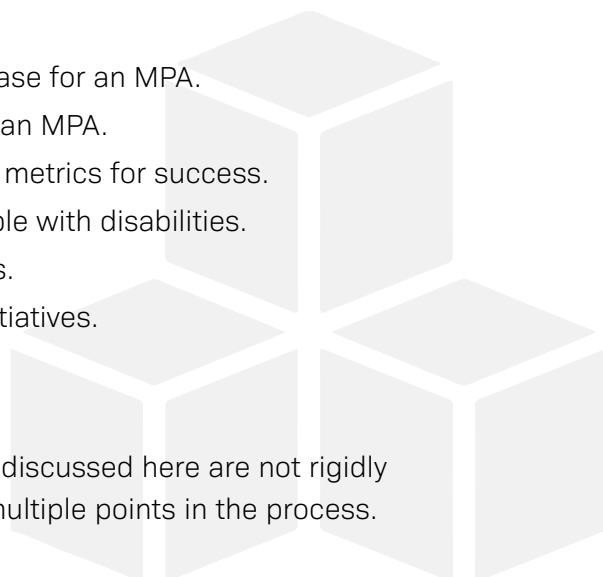 ase for an MPA.
an MPA.
metrics for success.
ple with disabilities.
s.
tiatives.
discussed here are not rigidly
multiple points in the process.